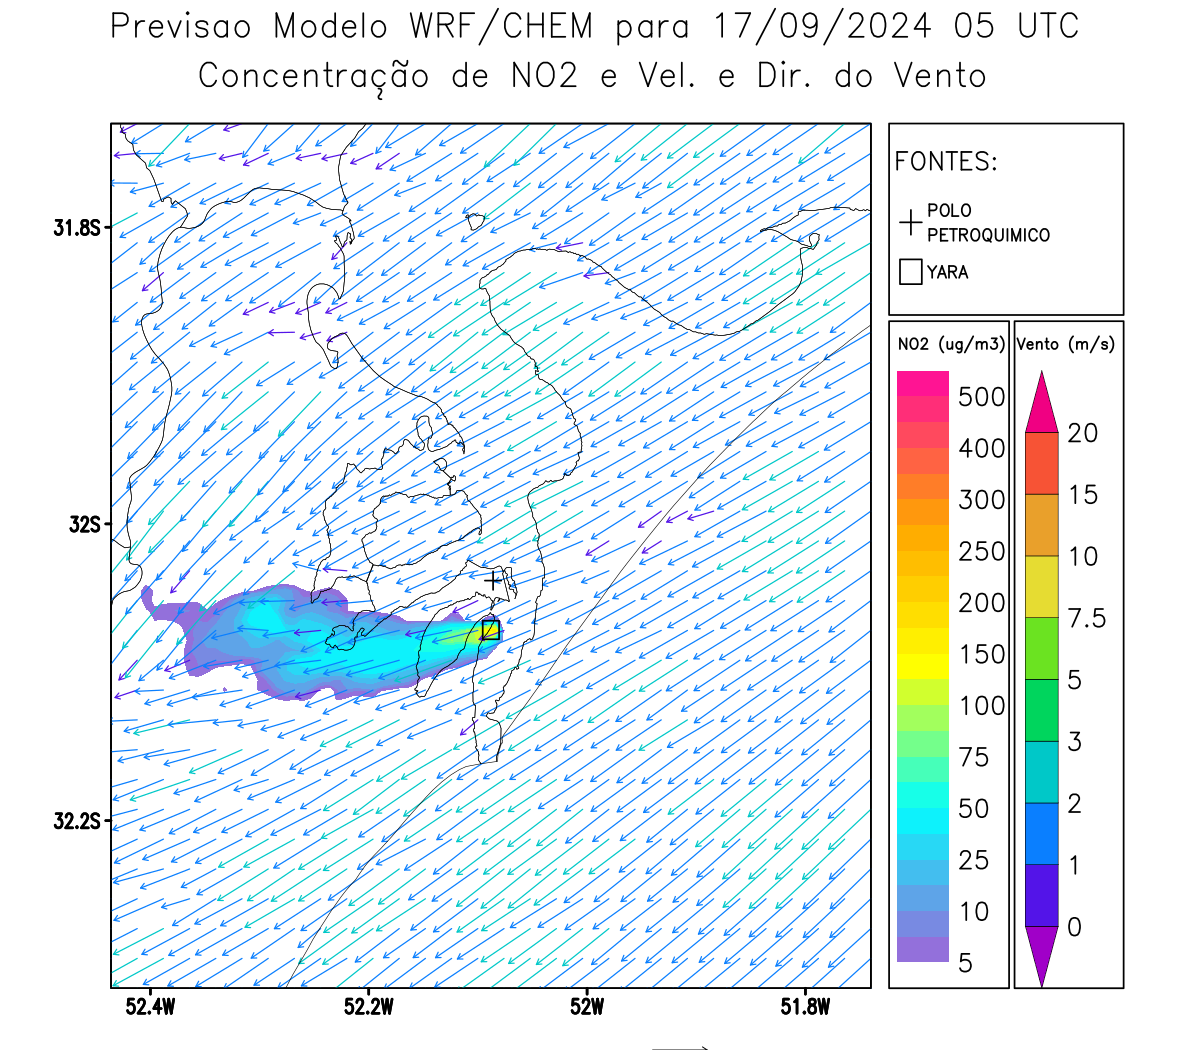 Previsao Modelo WRF/CHEM para 17/09/2024 05 UTC
Concentração de NO2 e Vel. e Dir. do Vento
FONTES:
POLO
PETROQUIMICO
YARA
NO2 (ug/m3)
500
400
300
250
200
150
100
75
50
25
10
5
Vento (m/s)
20
15
10
7.5
5
3
2
1
0
31.8S
32S
32.2S
52.4W
52.2W
52W
51.8W